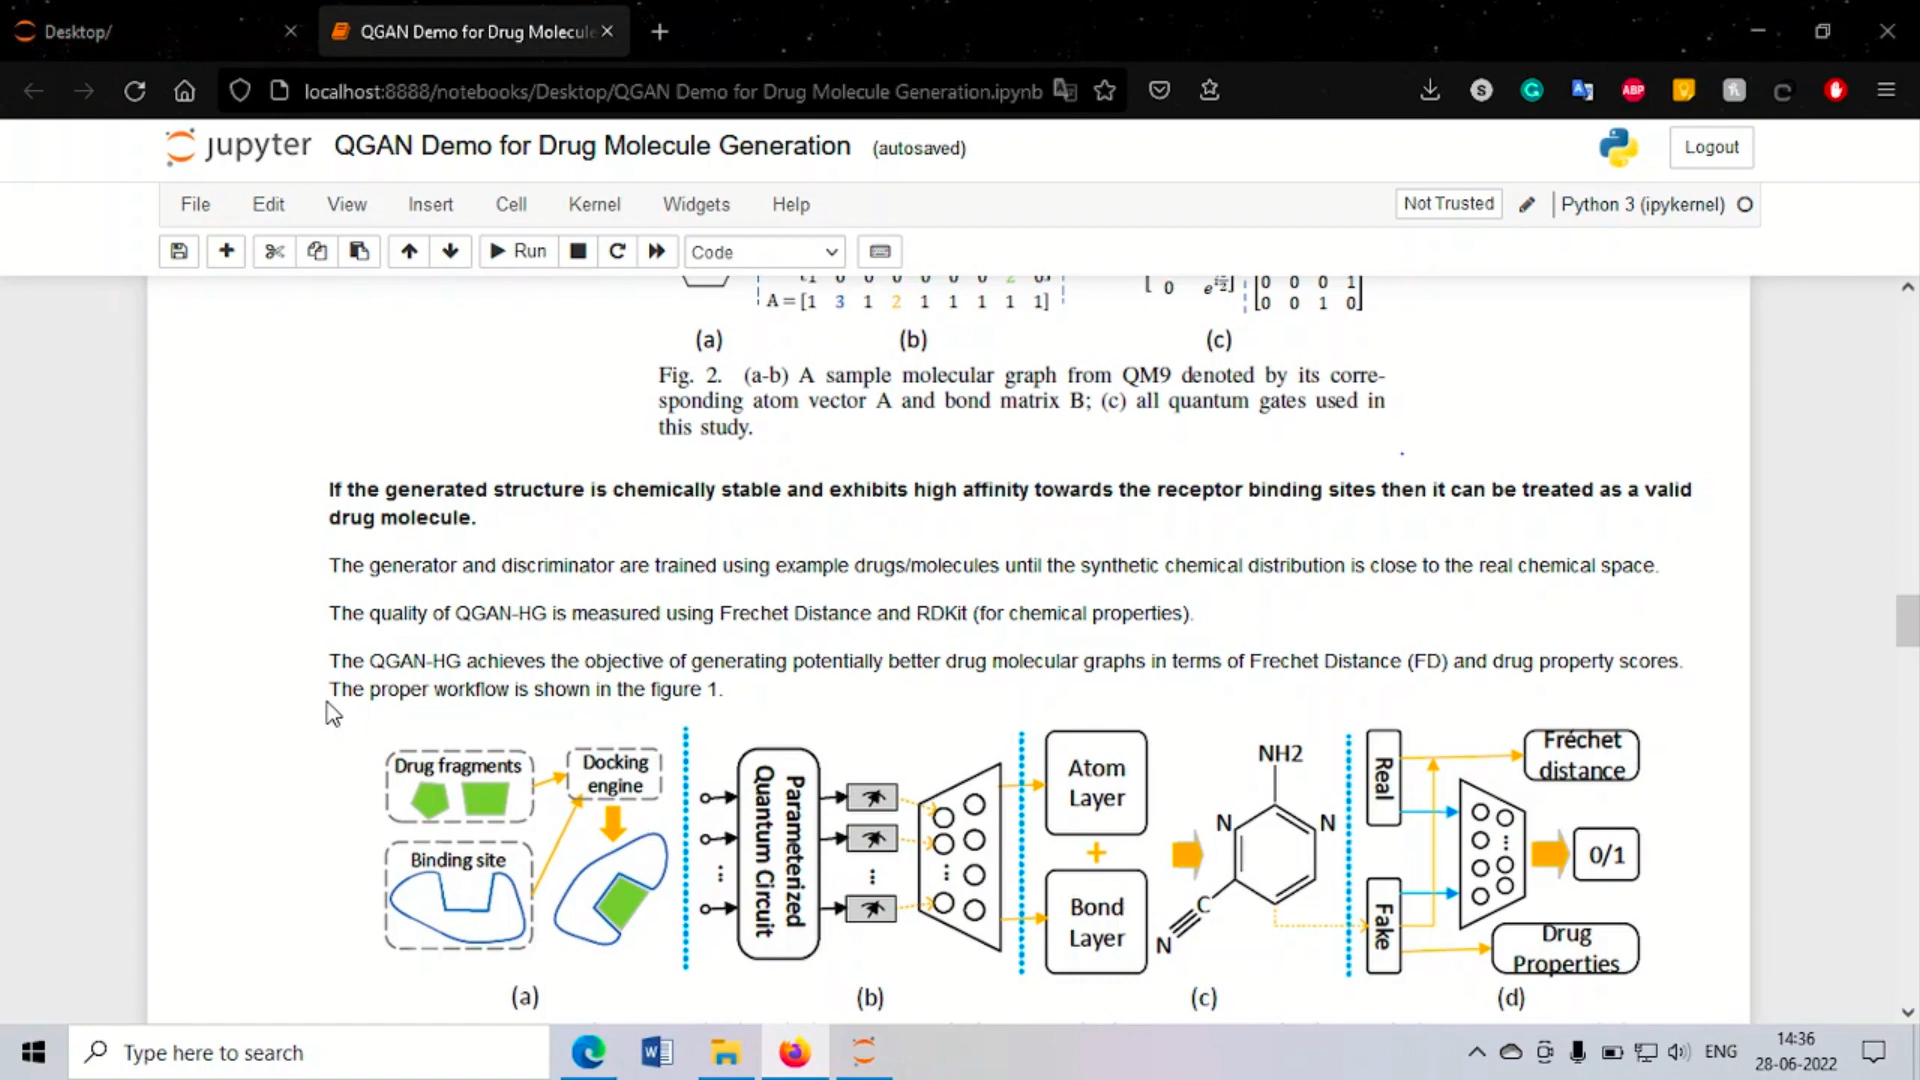 Desktop/
QGAN Demo for Drug Molecule
localhost:8888/notebooks/Desktop/QGAN Demo for Drug Molecule Generation.ipynb
S
ABP
jupyter QGAN Demo for Drug Molecule Generation (autosaved)
Logout
File Edit View Insert Cell Kernel Widgets Help
Not Trusted
Python 3 (ipykernel)
Run
Code
A = [1 3 1 2 1 1 1 1 1]
0 0 0 1
0 0 1 0
(a) (b) (c)
Fig. 2. (a-b) A sample molecular graph from QM9 denoted by its corre-
sponding atom vector A and bond matrix B; (c) all quantum gates used in
this study.
If the generated structure is chemically stable and exhibits high affinity towards the receptor binding sites then it can be treated as a valid
drug molecule.
The generator and discriminator are trained using example drugs/molecules until the synthetic chemical distribution is close to the real chemical space.
The quality of QGAN-HG is measured using Frechet Distance and RDKit (for chemical properties).
The QGAN-HG achieves the objective of generating potentially better drug molecular graphs in terms of Frechet Distance (FD) and drug property scores.
The proper workflow is shown in the figure 1.
Drug fragments
Docking
engine
Binding site
(a)
Parameterized
Quantum Circuit
(b)
Atom
Layer
+
Bond
Layer
NH2
N
N
C
N
(c)
Real
Fake
Fréchet
distance
0/1
Drug
Properties
(d)
Type here to search
ENG
14:36
28-06-2022